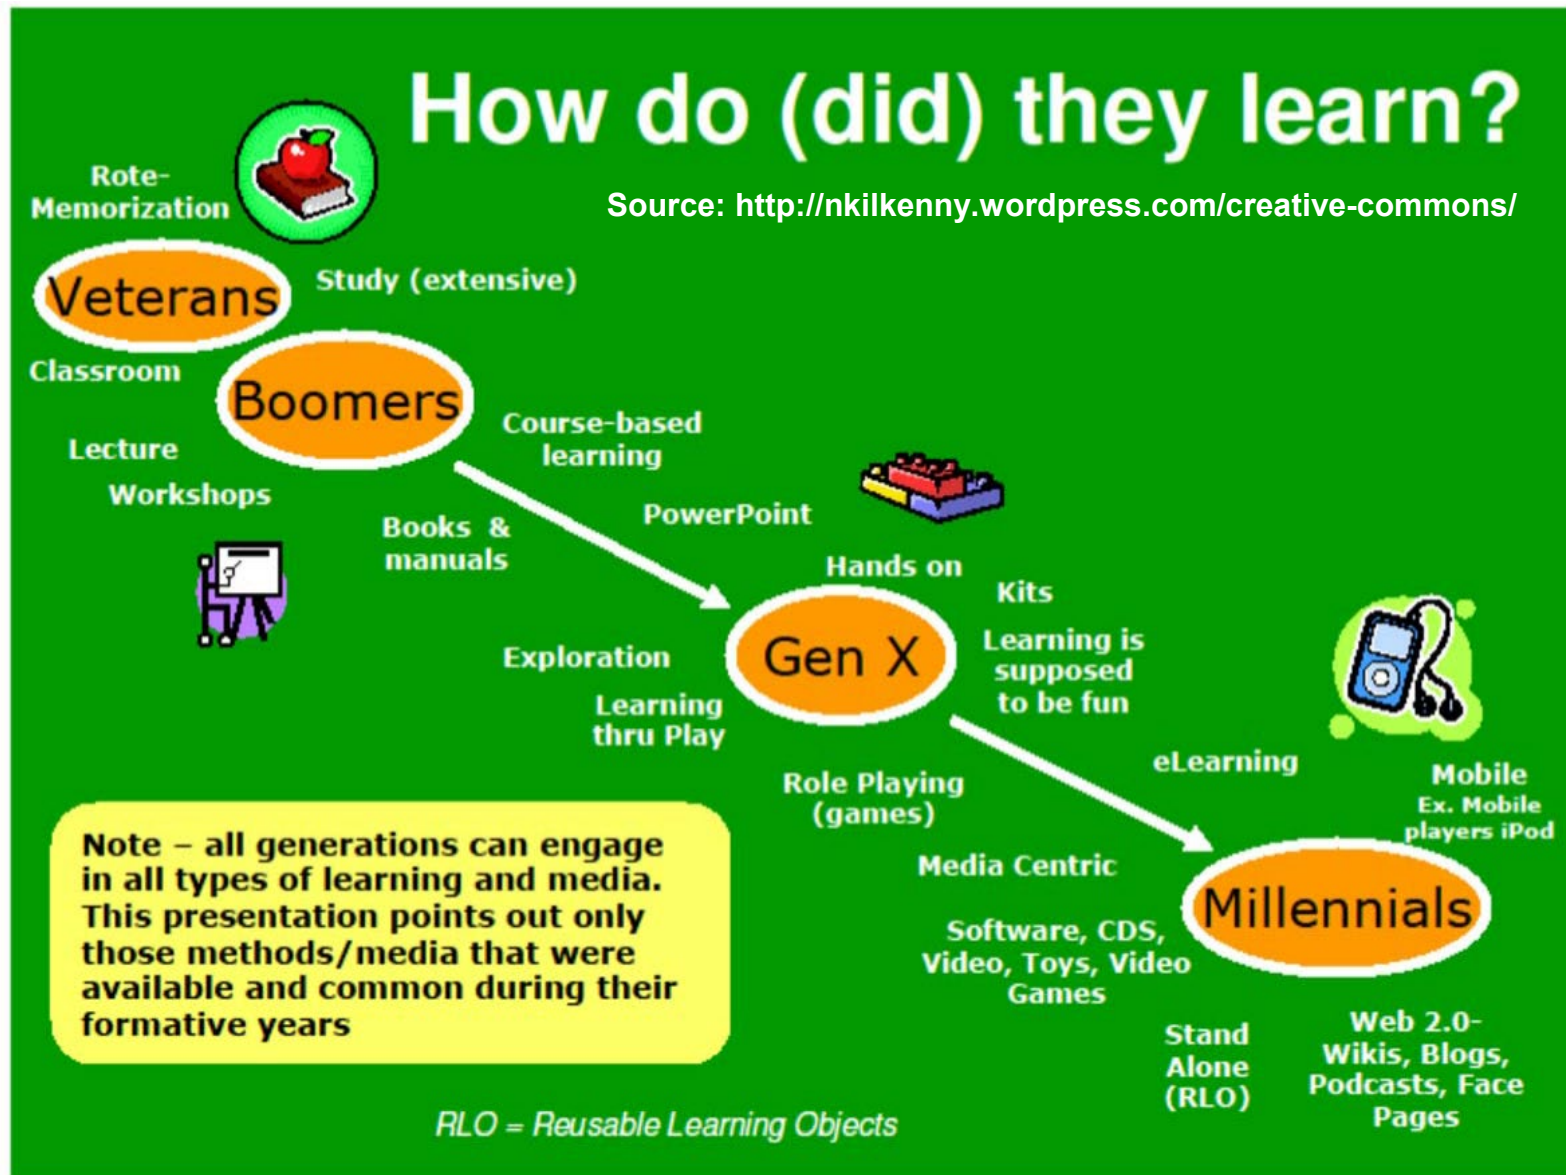 How do (did) they learn?
Source: http://nkilkenny.wordpress.com/creative-commons/
Rote-
Memorization
Veterans
Study (extensive)
Classroom
Boomers
Lecture
Workshops
Course-based
learning
Books &
manuals
PowerPoint
Hands on
Kits
Gen X
Learning is
supposed
to be fun
Exploration
Learning
thru Play
Role Playing
(games)
eLearning
Mobile
Ex. Mobile
players iPod
Media Centric
Millennials
Software, CDS,
Video, Toys, Video
Games
Stand
Alone
(RLO)
Web 2.0-
Wikis, Blogs,
Podcasts, Face
Pages
Note – all generations can engage
in all types of learning and media.
This presentation points out only
those methods/media that were
available and common during their
formative years
RLO = Reusable Learning Objects